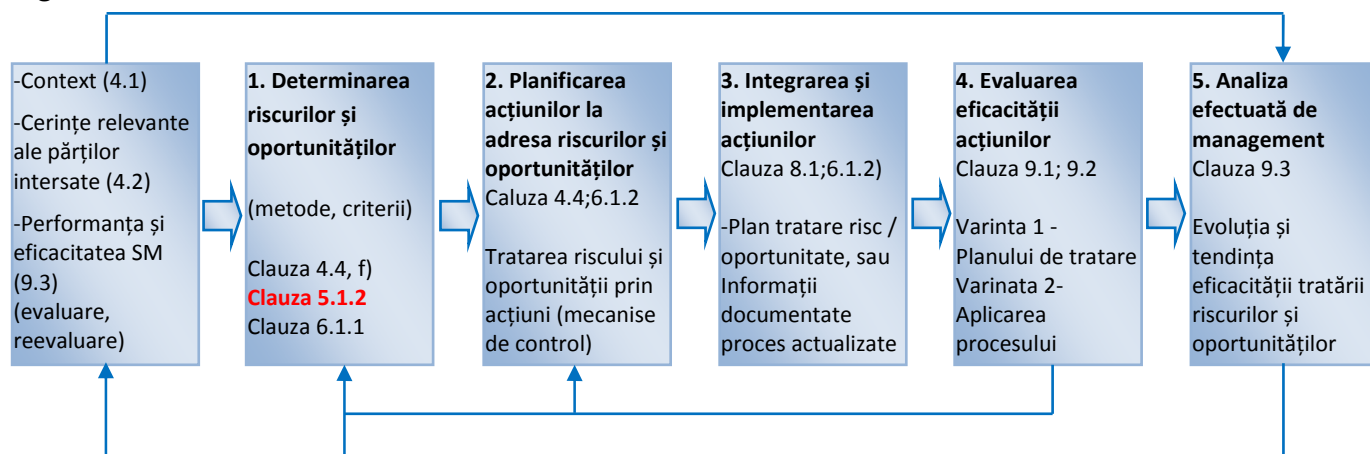 -Context (4.1)
-Cerințe relevante
ale părților
intersate (4.2)
-Performanța și
eficacitatea SM
(9.3)
(evaluare,
reevaluare)
1. Determinarea
riscurilor și
oportunităților
(metode, criterii)
Clauza 4.4, f)
Clauza 5.1.2
Clauza 6.1.1
2. Planificarea
acțiunilor la
adresa riscurilor și
oportunităților
Caluza 4.4;6.1.2
Tratarea riscului și
oportunității prin
acțiuni (mecanise
de control)
3. Integrarea și
implementarea
acțiunilor
Clauza 8.1;6.1.2)
-Plan tratare risc /
oportunitate, sau
Informații
documentate
proces actualizate
4. Evaluarea
eficacității
acțiunilor
Clauza 9.1; 9.2
Varinta 1 -
Planului de tratare
Varinata 2-
Aplicarea
procesului
5. Analiza
efectuată de
management
Clauza 9.3
Evoluția și
tendința
eficacității tratării
riscurilor și
oportunităților